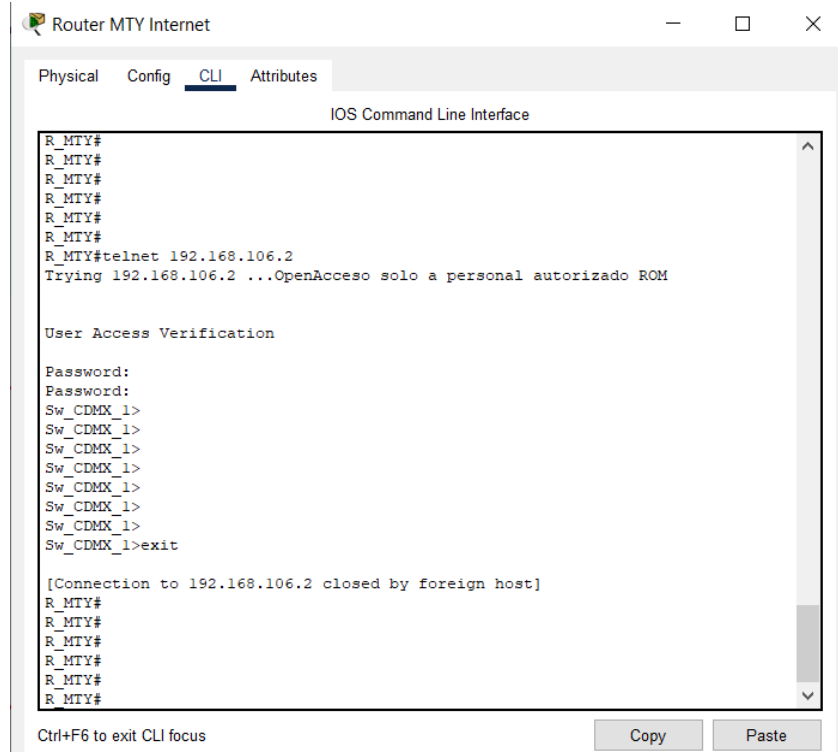 Router MTY Internet
Physical Config CLI Attributes
IOS Command Line Interface
R_MTY#
R_MTY#
R_MTY#
R_MTY#
R_MTY#
R_MTY#
R_MTY#telnet 192.168.106.2
Trying 192.168.106.2 ...OpenAcceso solo a personal autorizado ROM
User Access Verification
Password:
Password:
Sw_CDMX_1>
Sw_CDMX_1>
Sw_CDMX_1>
Sw_CDMX_1>
Sw_CDMX_1>
Sw_CDMX_1>
Sw_CDMX_1>
Sw_CDMX_1>exit
[Connection to 192.168.106.2 closed by foreign host]
R_MTY#
R_MTY#
R_MTY#
R_MTY#
R_MTY#
R_MTY#
Ctrl+F6 to exit CLI focus
Copy
Paste